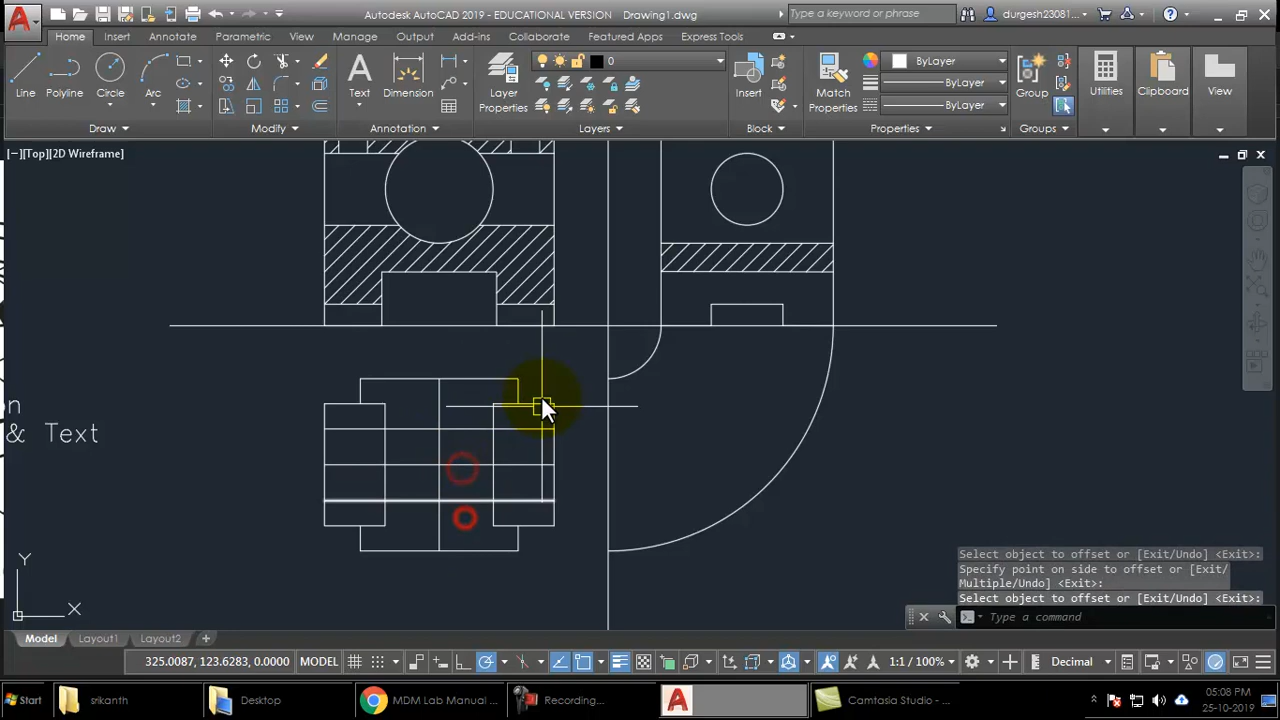 Autodesk AutoCAD 2019 - EDUCATIONAL VERSION Drawing1.dwg
Type a keyword or phrase
durgesh23081...
Home Insert Annotate Parametric View Manage Output Add-ins Collaborate Featured Apps Express Tools
0
ByLayer
ByLayer
ByLayer
Line Polyline Circle Arc Text Dimension Layer Properties Insert Match Properties Group Utilities Clipboard View
Draw Modify Annotation Layers Block Properties Groups
[−][Top][2D Wireframe]
on
& Text
Y
X
Select object to offset or [Exit/Undo] <Exit>:
Specify point on side to offset or [Exit/
Multiple/Undo] <Exit>:
Select object to offset or [Exit/Undo] <Exit>:
Type a command
Model Layout1 Layout2 +
325.0087, 123.6283, 0.0000 MODEL 1:1 / 100% Decimal
Start srikanth Desktop MDM Lab Manual ... Recording... Camtasia Studio - ... 05:08 PM
25-10-2019